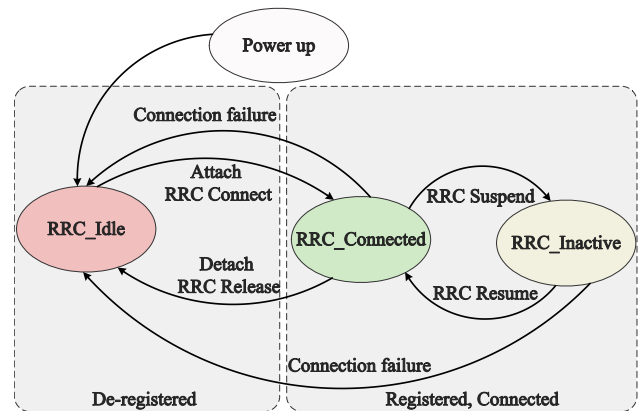 Power up
Connection failure
Attach
RRC Connect
RRC Suspend
RRC_Idle
RRC_Connected
RRC_Inactive
Detach
RRC Release
RRC Resume
Connection failure
De-registered
Registered, Connected